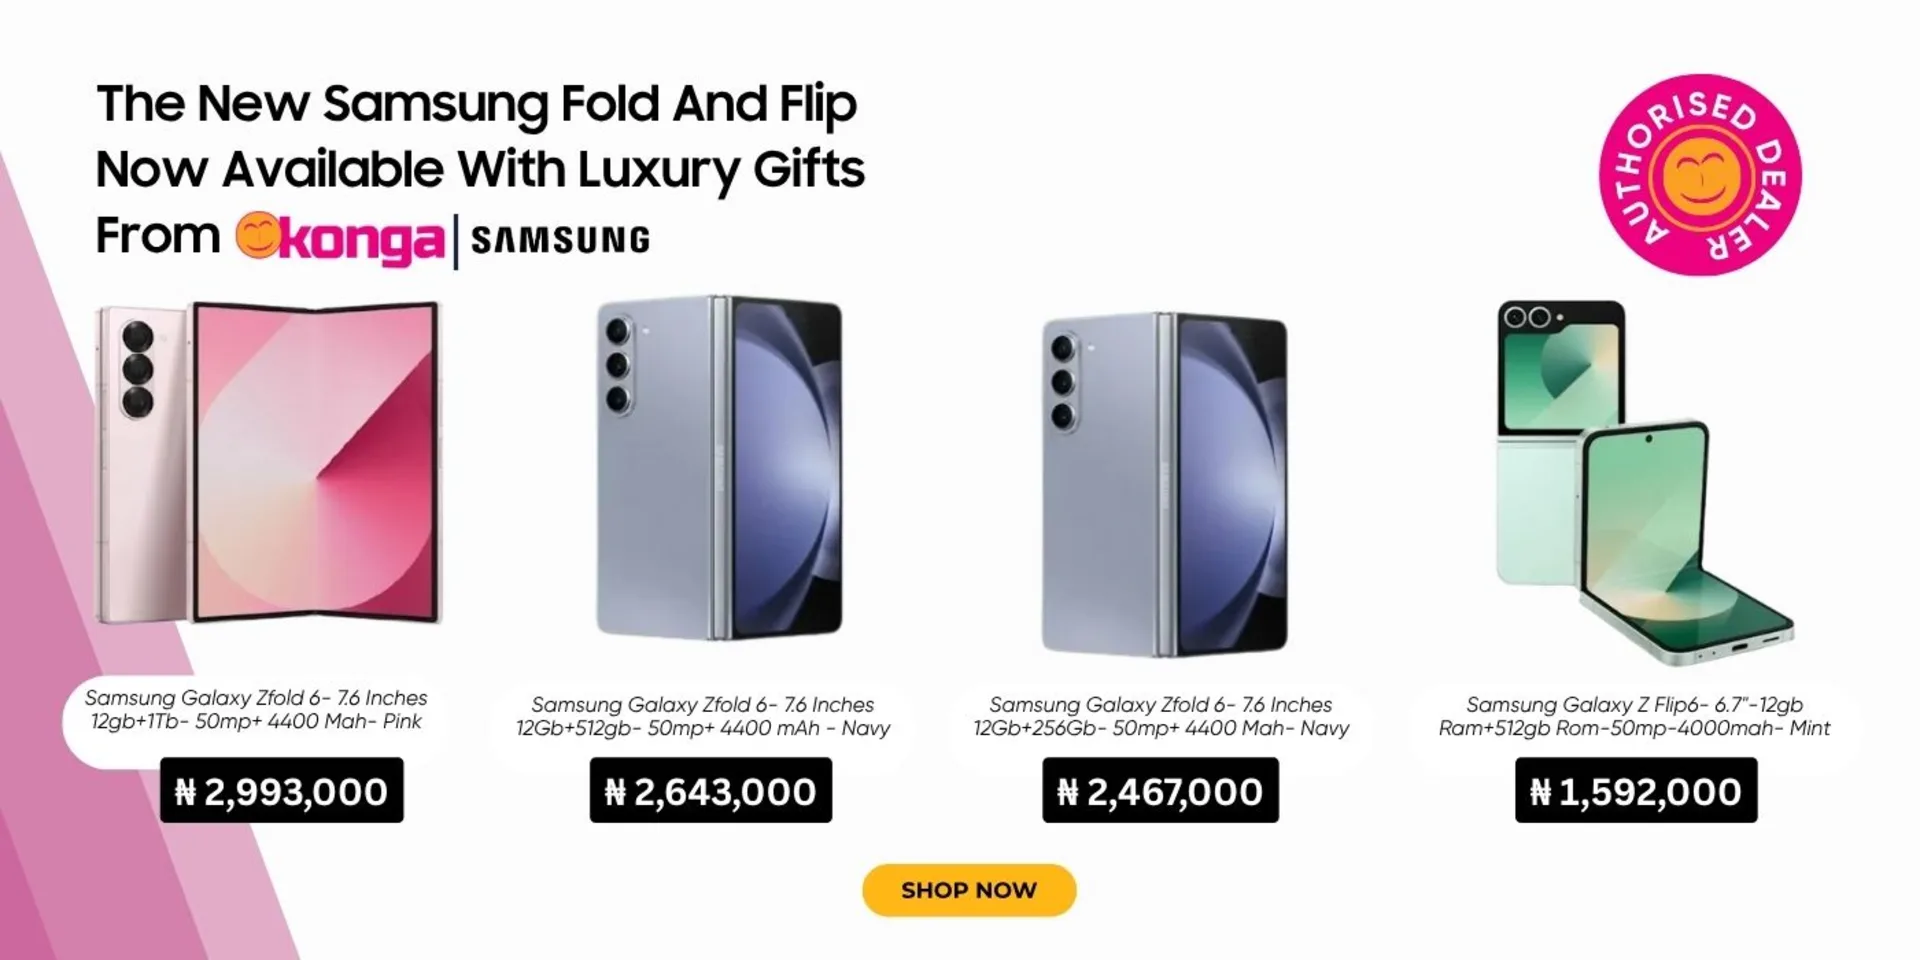 The New Samsung Fold And Flip
Now Available With Luxury Gifts
From konga | SAMSUNG
AUTHORISED DEALER
Samsung Galaxy Zfold 6- 7.6 Inches
12gb+1Tb- 50mp+ 4400 Mah- Pink
₦ 2,993,000
Samsung Galaxy Zfold 6- 7.6 Inches
12Gb+512gb- 50mp+ 4400 mAh - Navy
₦ 2,643,000
Samsung Galaxy Zfold 6- 7.6 Inches
12Gb+256Gb- 50mp+ 4400 Mah- Navy
₦ 2,467,000
Samsung Galaxy Z Flip6- 6.7"-12gb
Ram+512gb Rom-50mp-4000mah- Mint
₦ 1,592,000
SHOP NOW